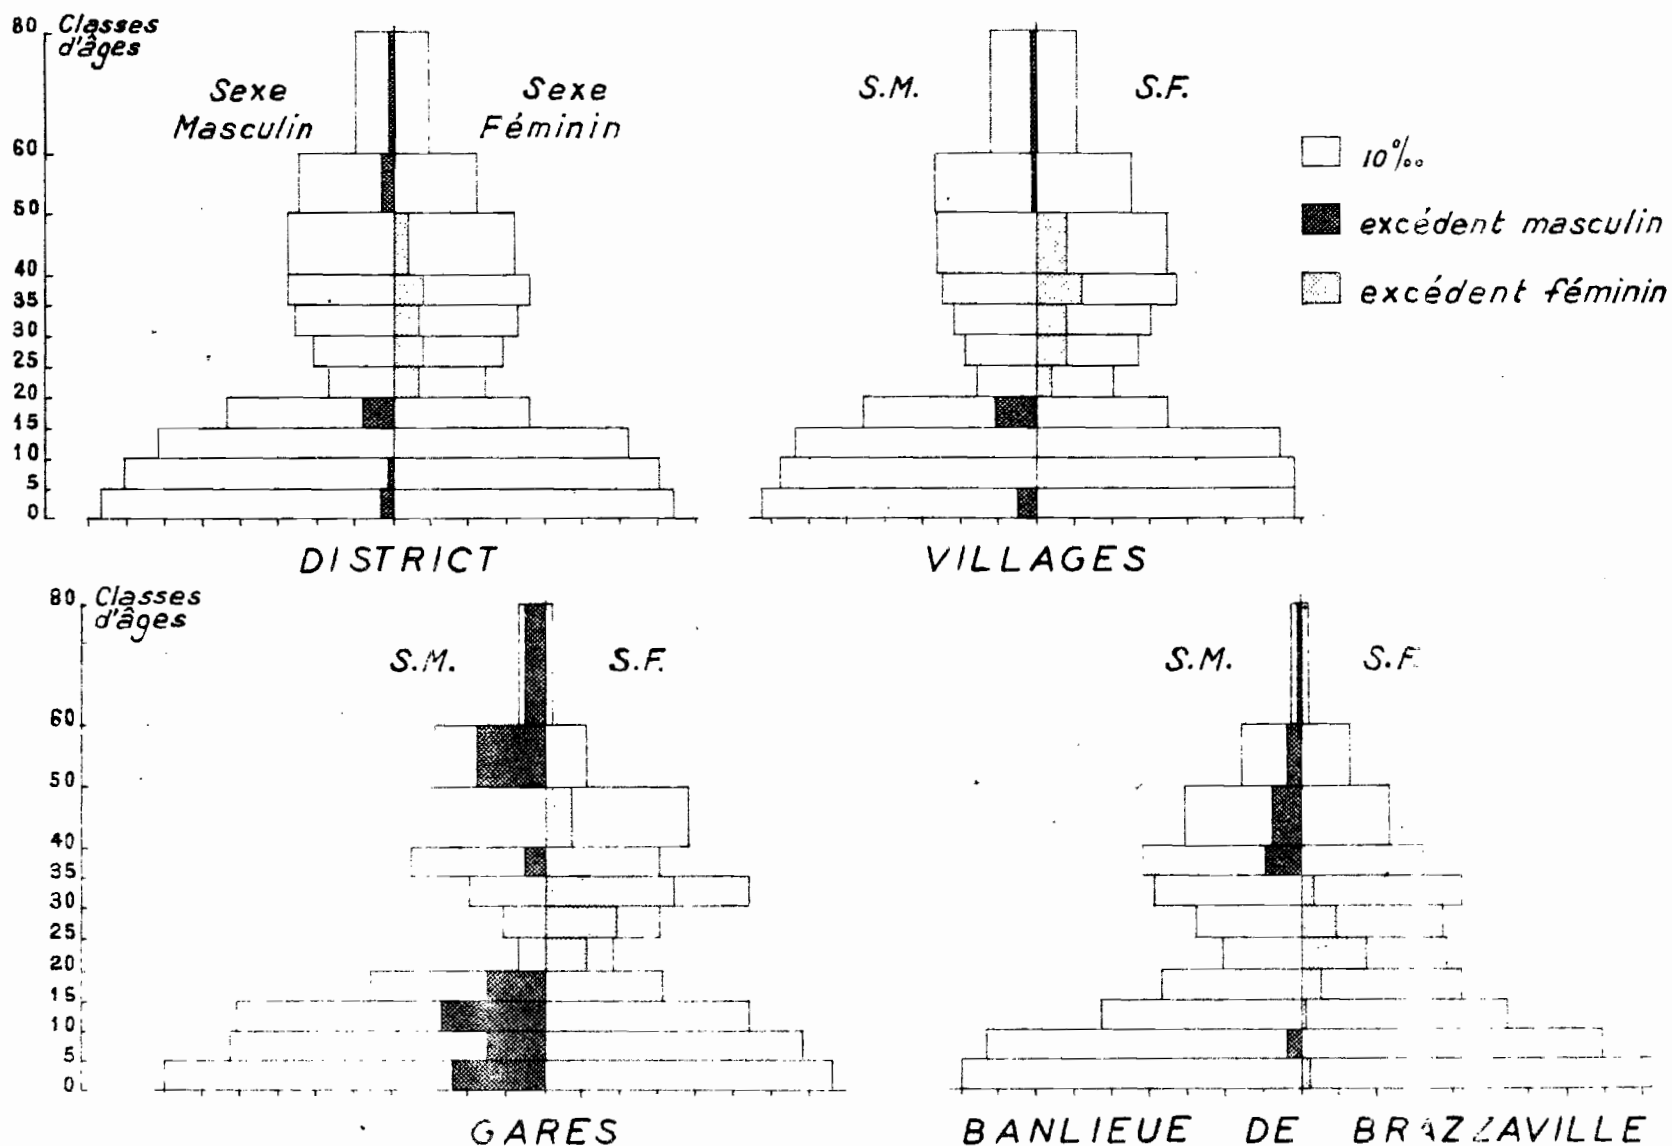 80 Classes
d'âges
Sexe
Masculin
Sexe
Féminin
60
50
40
35
30
25
20
15
10
5
0
DISTRICT
S.M.
S.F.
VILLAGES
10‰
excédent masculin
excédent féminin
80 Classes
d'âges
S.M.
S.F.
60
50
40
35
30
25
20
15
10
5
0
GARES
S.M.
S.F.
BANLIEUE DE BRAZZAVILLE